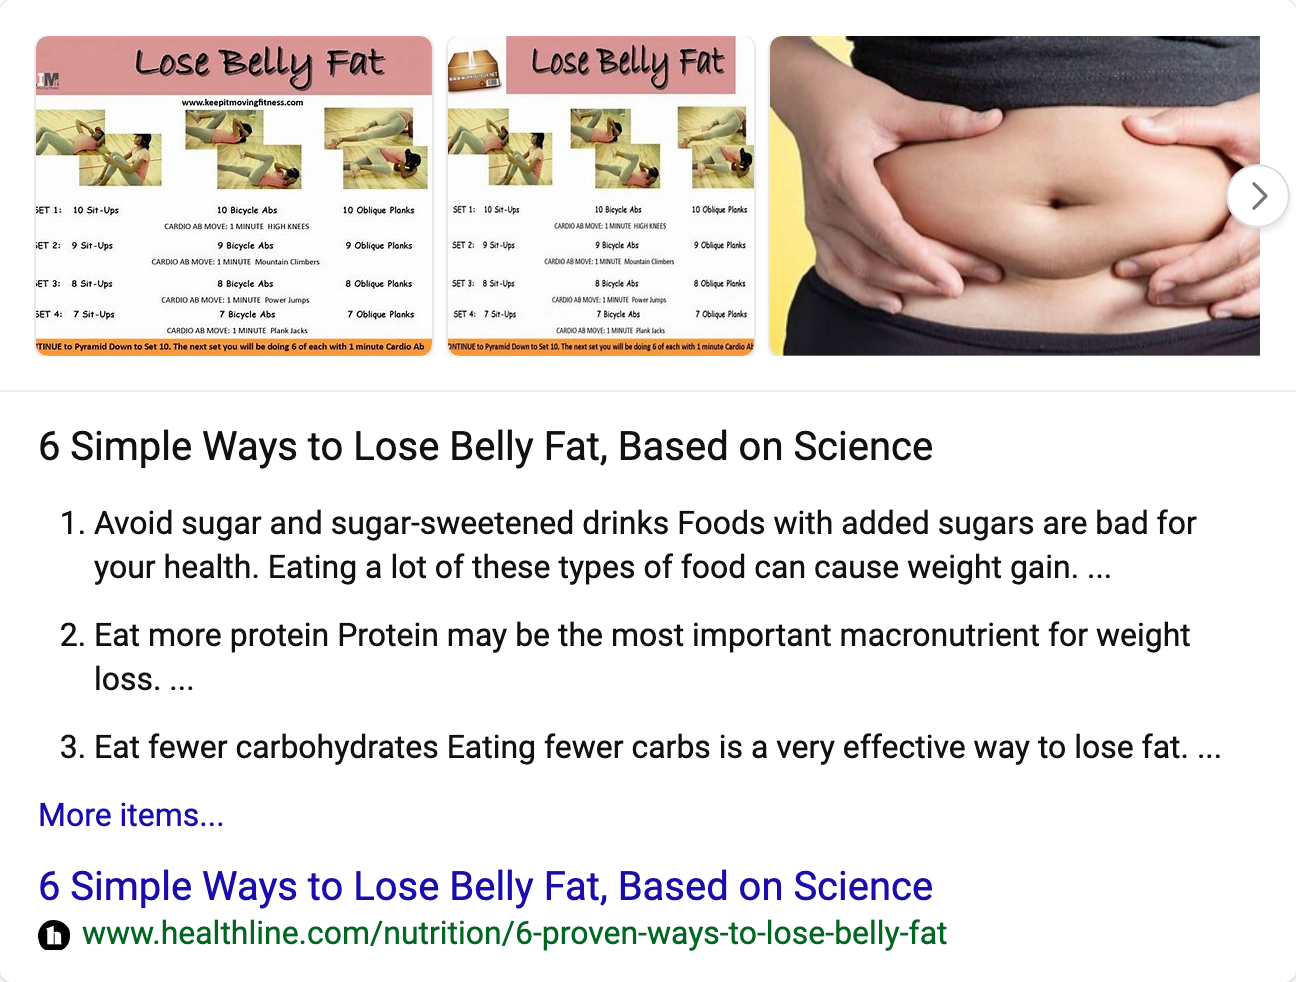 Lose Belly Fat
www.keepitmovingfitness.com
SET 1: 10 Sit-Ups 10 Bicycle Abs 10 Oblique Planks
CARDIO AB MOVE: 1 MINUTE HIGH KNEES
SET 2: 9 Sit-Ups 9 Bicycle Abs 9 Oblique Planks
CARDIO AB MOVE: 1 MINUTE Mountain Climbers
SET 3: 8 Sit-Ups 8 Bicycle Abs 8 Oblique Planks
CARDIO AB MOVE: 1 MINUTE Power Jumps
SET 4: 7 Sit-Ups 7 Bicycle Abs 7 Oblique Planks
CARDIO AB MOVE: 1 MINUTE Plank Jacks
NTINUE to Pyramid Down to Set 10. The next set you will be doing 6 of each with 1 minute Cardio Ab
Lose Belly Fat
SET 1: 10 Sit-Ups 10 Bicycle Abs 10 Oblique Planks
CARDIO AB MOVE: 1 MINUTE HIGH KNEES
SET 2: 9 Sit-Ups 9 Bicycle Abs 9 Oblique Planks
CARDIO AB MOVE: 1 MINUTE Mountain Climbers
SET 3: 8 Sit-Ups 8 Bicycle Abs 8 Oblique Planks
CARDIO AB MOVE: 1 MINUTE Power Jumps
SET 4: 7 Sit-Ups 7 Bicycle Abs 7 Oblique Planks
CARDIO AB MOVE: 1 MINUTE Plank Jacks
ONTINUE to Pyramid Down to Set 10. The next set you will be doing 6 of each with 1 minute Cardio Ab
6 Simple Ways to Lose Belly Fat, Based on Science
1. Avoid sugar and sugar-sweetened drinks Foods with added sugars are bad for
your health. Eating a lot of these types of food can cause weight gain. ...
2. Eat more protein Protein may be the most important macronutrient for weight
loss. ...
3. Eat fewer carbohydrates Eating fewer carbs is a very effective way to lose fat. ...
More items...
6 Simple Ways to Lose Belly Fat, Based on Science
h www.healthline.com/nutrition/6-proven-ways-to-lose-belly-fat